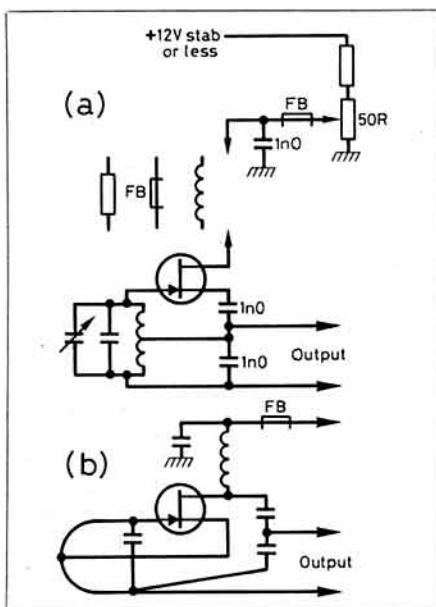 +12V stab
or less
(a)
FB
50R
1n0
FB
1n0
1n0
Output
FB
(b)
Output